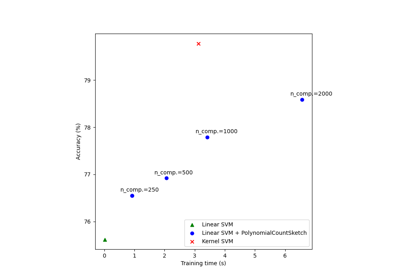 79
78
77
76
Accuracy (%)
n_comp.=2000
n_comp.=1000
n_comp.=500
n_comp.=250
Linear SVM
Linear SVM + PolynomialCountSketch
Kernel SVM
0 1 2 3 4 5 6
Training time (s)